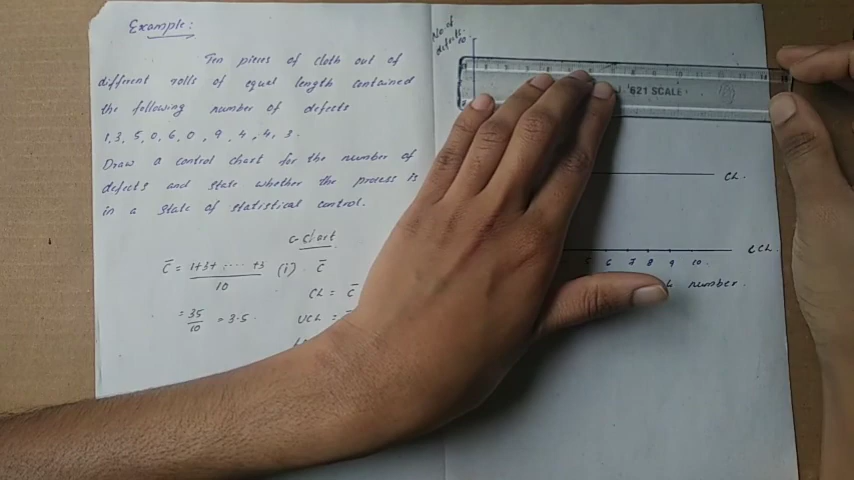 Example:
Ten pieces of cloth out of
different rolls of equal length contained
the following number of defects
1, 3, 5, 0, 6, 0, 9, 4, 4, 3.
Draw a control chart for the number of
defects and state whether the process is
in a state of statistical control.
C-Chart
C̄ = 1+3+ ..... +3 (i) C̄
10
CL = C̄
= 35 = 3.5
10
UCL =
No of
defects
10
621 SCALE
CL.
LCL
5 6 7 8 9 10
number.